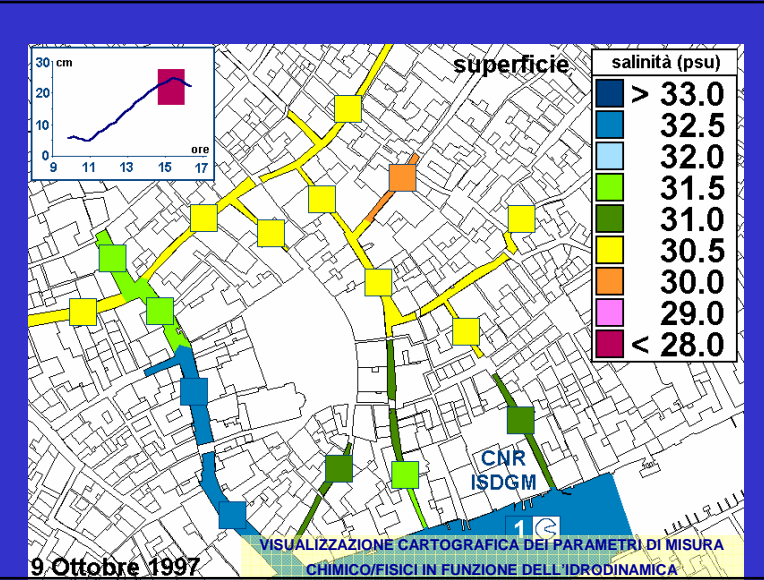 30 cm
20
10
0
ore
9 11 13 15 17
superficie
salinità (psu)
> 33.0
32.5
32.0
31.5
31.0
30.5
30.0
29.0
< 28.0
CNR
ISDGM
1
9 Ottobre 1997
VISUALIZZAZIONE CARTOGRAFICA DEI PARAMETRI DI MISURA
CHIMICO/FISICI IN FUNZIONE DELL'IDRODINAMICA